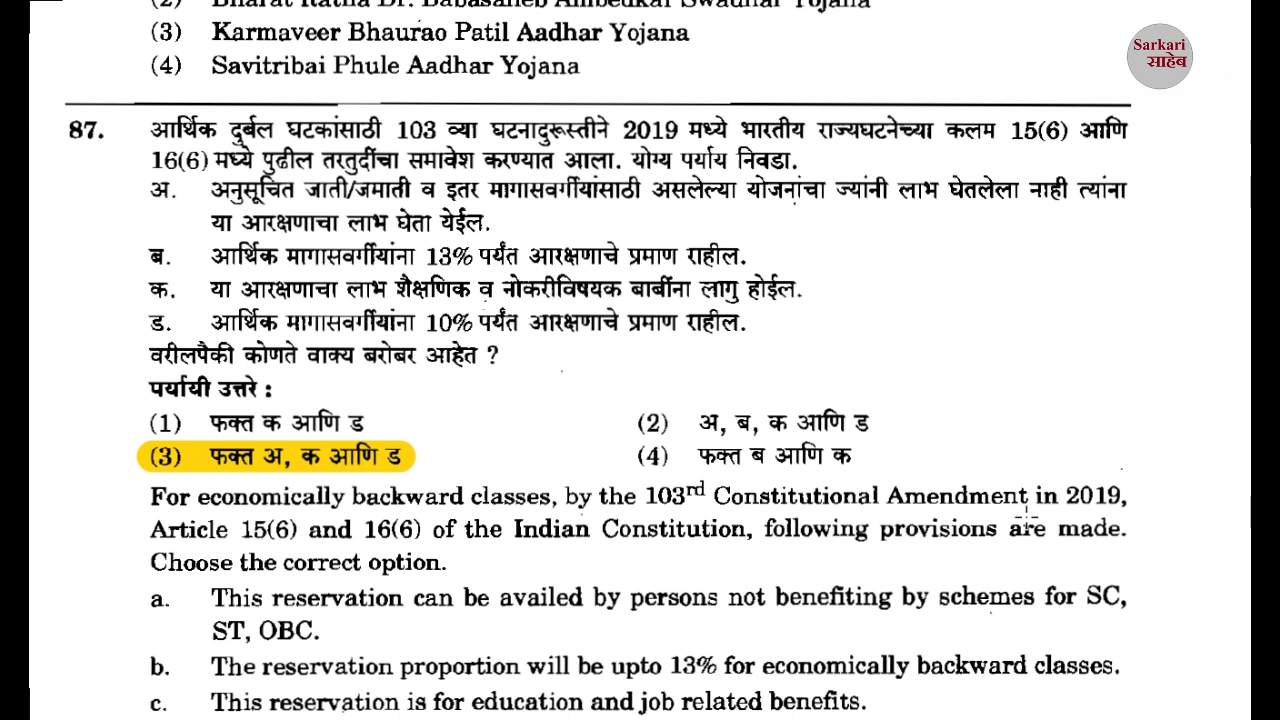 (2) Bharat Ratna Dr. Babasaheb Ambedkar Swadhar Yojana
(3) Karmaveer Bhaurao Patil Aadhar Yojana
(4) Savitribai Phule Aadhar Yojana
Sarkari
साहेब
87. आर्थिक दुर्बल घटकांसाठी 103 व्या घटनादुरूस्तीने 2019 मध्ये भारतीय राज्यघटनेच्या कलम 15(6) आणि
16(6) मध्ये पुढील तरतुदींचा समावेश करण्यात आला. योग्य पर्याय निवडा.
अ. अनुसूचित जाती/जमाती व इतर मागासवर्गीयांसाठी असलेल्या योजनांचा ज्यांनी लाभ घेतलेला नाही त्यांना
या आरक्षणाचा लाभ घेता येईल.
ब. आर्थिक मागासवर्गीयांना 13% पर्यंत आरक्षणाचे प्रमाण राहील.
क. या आरक्षणाचा लाभ शैक्षणिक व नोकरीविषयक बाबींना लागु होईल.
ड. आर्थिक मागासवर्गीयांना 10% पर्यंत आरक्षणाचे प्रमाण राहील.
वरीलपैकी कोणते वाक्य बरोबर आहेत ?
पर्यायी उत्तरे :
(1) फक्त क आणि ड (2) अ, ब, क आणि ड
(3) फक्त अ, क आणि ड (4) फक्त ब आणि क
For economically backward classes, by the 103rd Constitutional Amendment in 2019,
Article 15(6) and 16(6) of the Indian Constitution, following provisions are made.
Choose the correct option.
a. This reservation can be availed by persons not benefiting by schemes for SC,
ST, OBC.
b. The reservation proportion will be upto 13% for economically backward classes.
c. This reservation is for education and job related benefits.